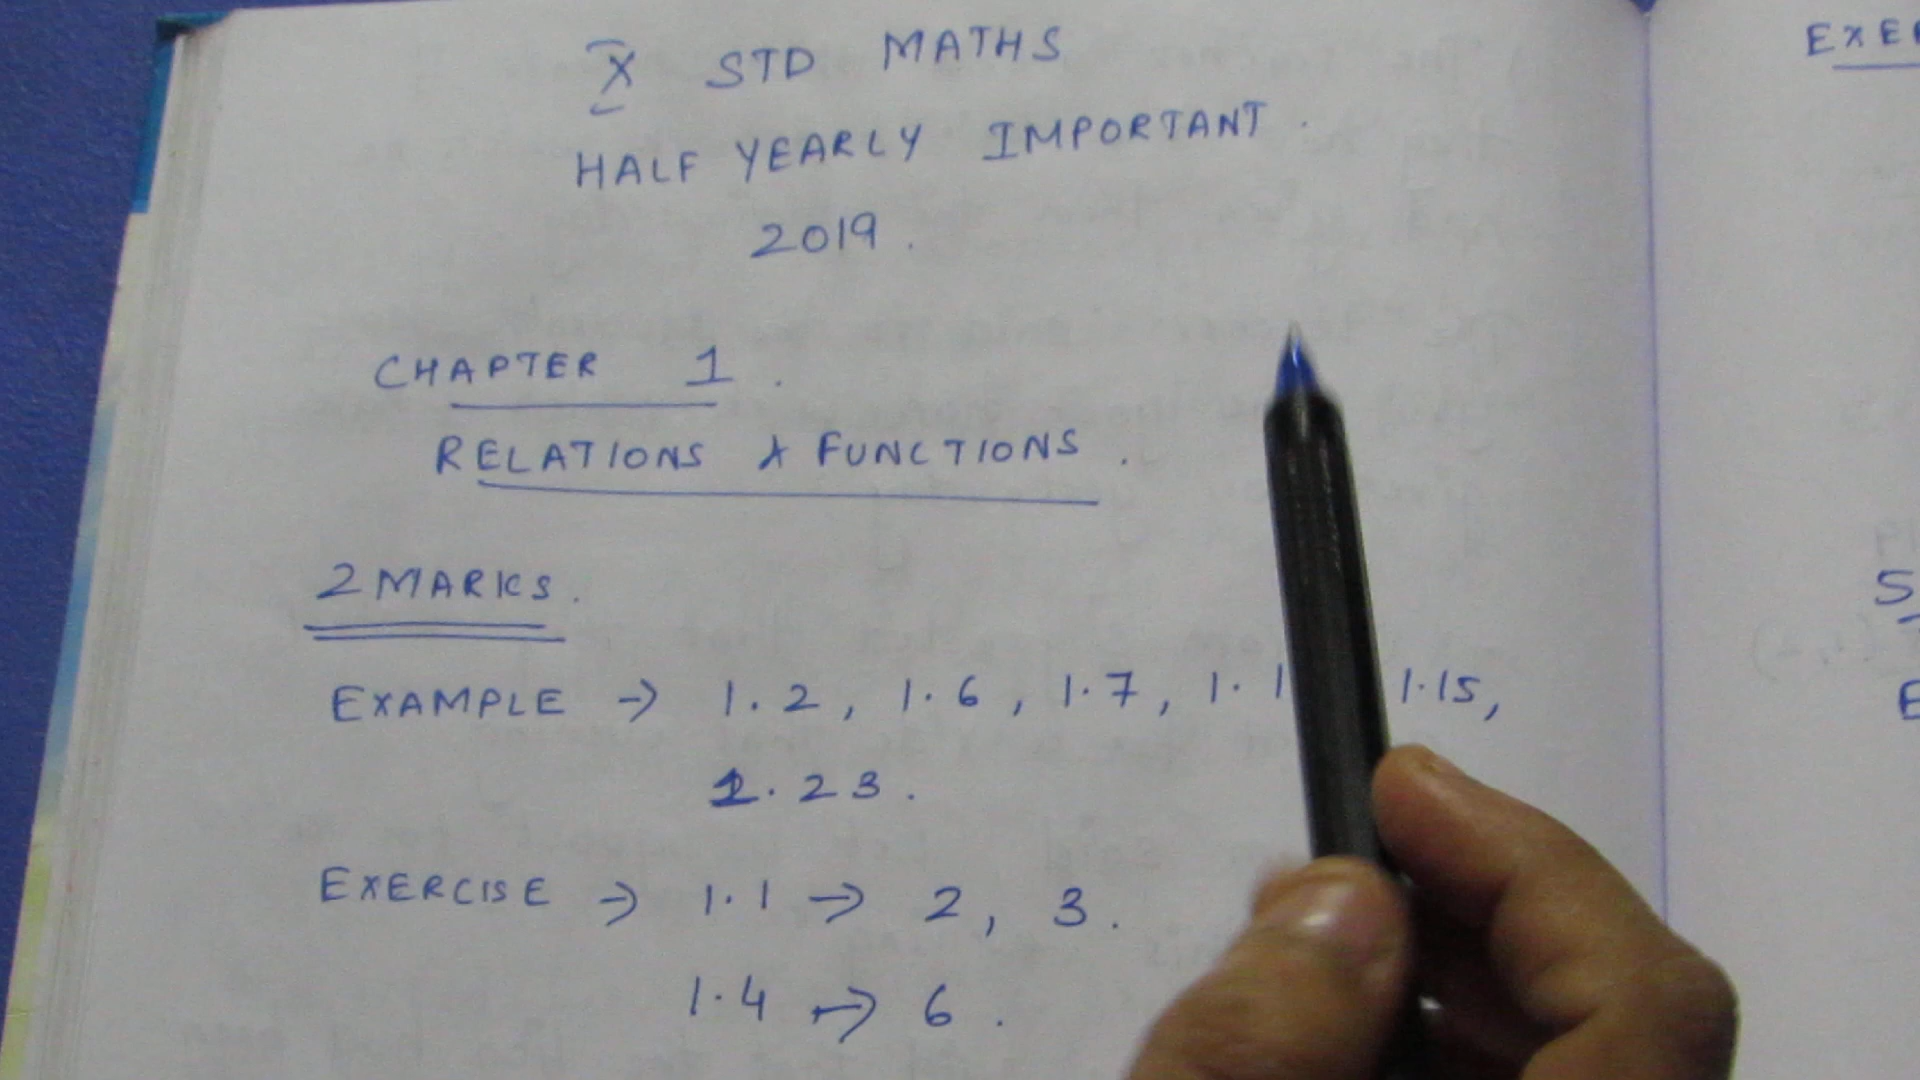 X STD MATHS
HALF YEARLY IMPORTANT.
2019.
CHAPTER 1.
RELATIONS & FUNCTIONS.
2 MARKS.
EXAMPLE → 1.2, 1.6, 1.7, 1.15,
1.23.
EXERCISE → 1.1 → 2, 3.
1.4 → 6.